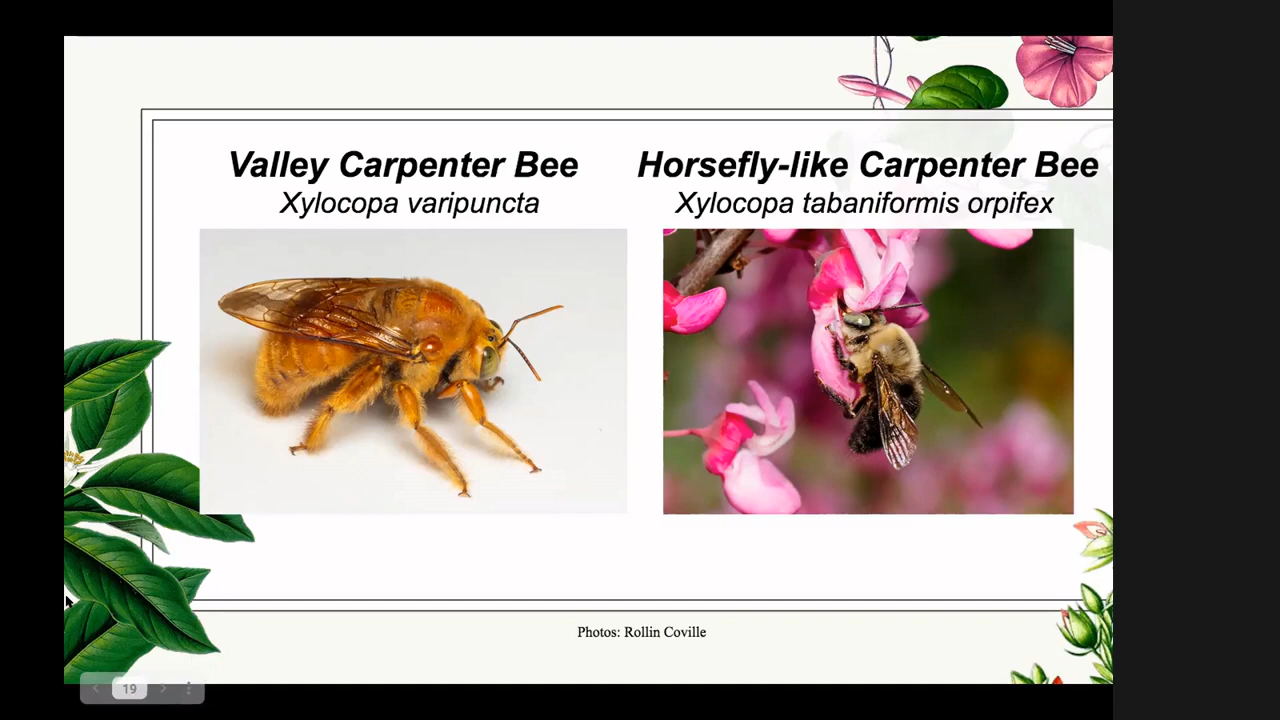 Valley Carpenter Bee
Xylocopa varipuncta
Horsefly-like Carpenter Bee
Xylocopa tabaniformis orpifex
Photos: Rollin Coville
19